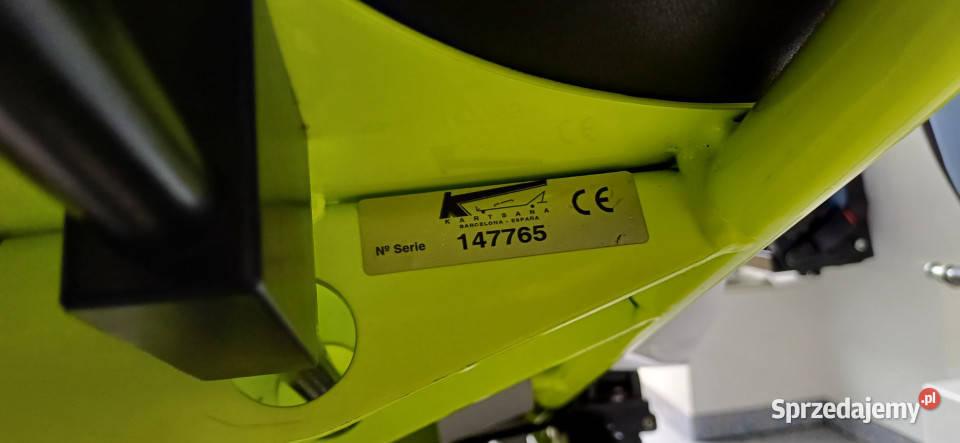 KARTSANA
BARCELONA - ESPAÑA
CE
Nº Serie 147765
Sprzedajemy.pl